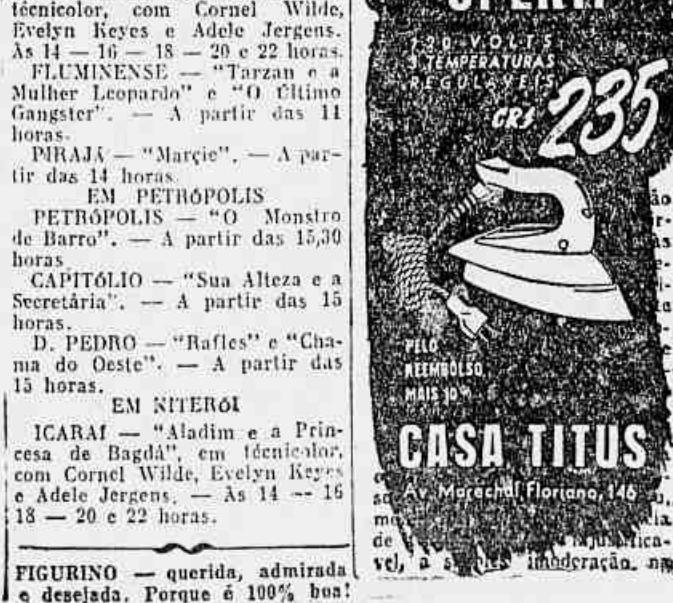 técnicolor, com Cornel Wilde,
Evelyn Keyes e Adele Jergens.
Às 14 — 16 — 18 — 20 e 22 horas.
FLUMINENSE — "Tarzan e a
Mulher Leopardo" e "O Último
Gangster". — A partir das 11
horas.
PIRAJÁ — "Marçie". — A par-
tir das 14 horas.
EM PETRÓPOLIS
PETRÓPOLIS — "O Monstro
de Barro". — A partir das 15,30
horas
CAPITÓLIO — "Sua Alteza e a
Secretária". — A partir das 15
horas.
D. PEDRO — "Rafles" e "Cha-
ma do Oeste". — A partir das
15 horas.
EM NITERÓI
ICARAÍ — "Aladim e a Prin-
cesa de Bagdá", em técnicolor,
com Cornel Wilde, Evelyn Keyes
e Adele Jergens. — Às 14 — 16
18 — 20 e 22 horas.
FIGURINO — querida, admirada
e desejada. Porque é 100% boa!
VOLTS
3 TEMPERATURAS
REGULÁVEIS
CR$ 235
PELO
REEMBOLSO
MAIS 10%
CASA TITUS
Av. Marechal Floriano, 146
de
vel, a imoderação na